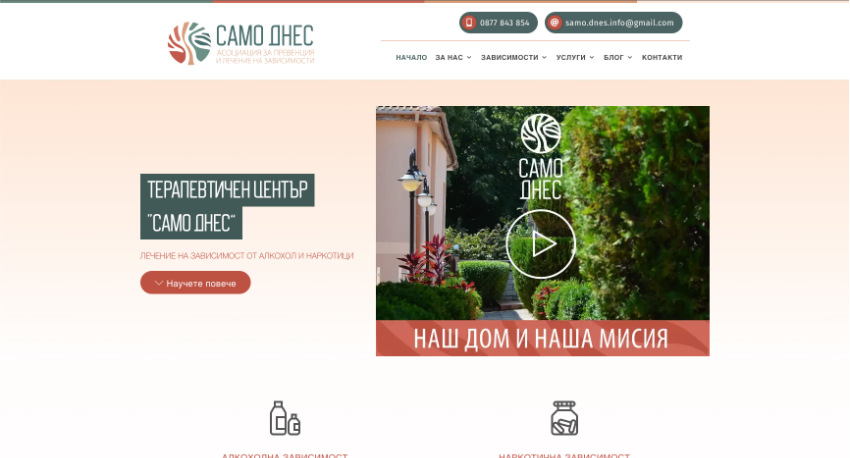 САМО ДНЕС
АСОЦИАЦИЯ ЗА ПРЕВЕНЦИЯ
И ЛЕЧЕНИЕ НА ЗАВИСИМОСТИ
0877 843 854
samo.dnes.info@gmail.com
НАЧАЛО ЗА НАС ЗАВИСИМОСТИ УСЛУГИ БЛОГ КОНТАКТИ
ТЕРАПЕВТИЧЕН ЦЕНТЪР
"САМО ДНЕС"
ЛЕЧЕНИЕ НА ЗАВИСИМОСТ ОТ АЛКОХОЛ И НАРКОТИЦИ
Научете повече
САМО
ДНЕС
НАШ ДОМ И НАША МИСИЯ
АЛКОХОЛНА ЗАВИСИМОСТ
НАРКОТИЧНА ЗАВИСИМОСТ